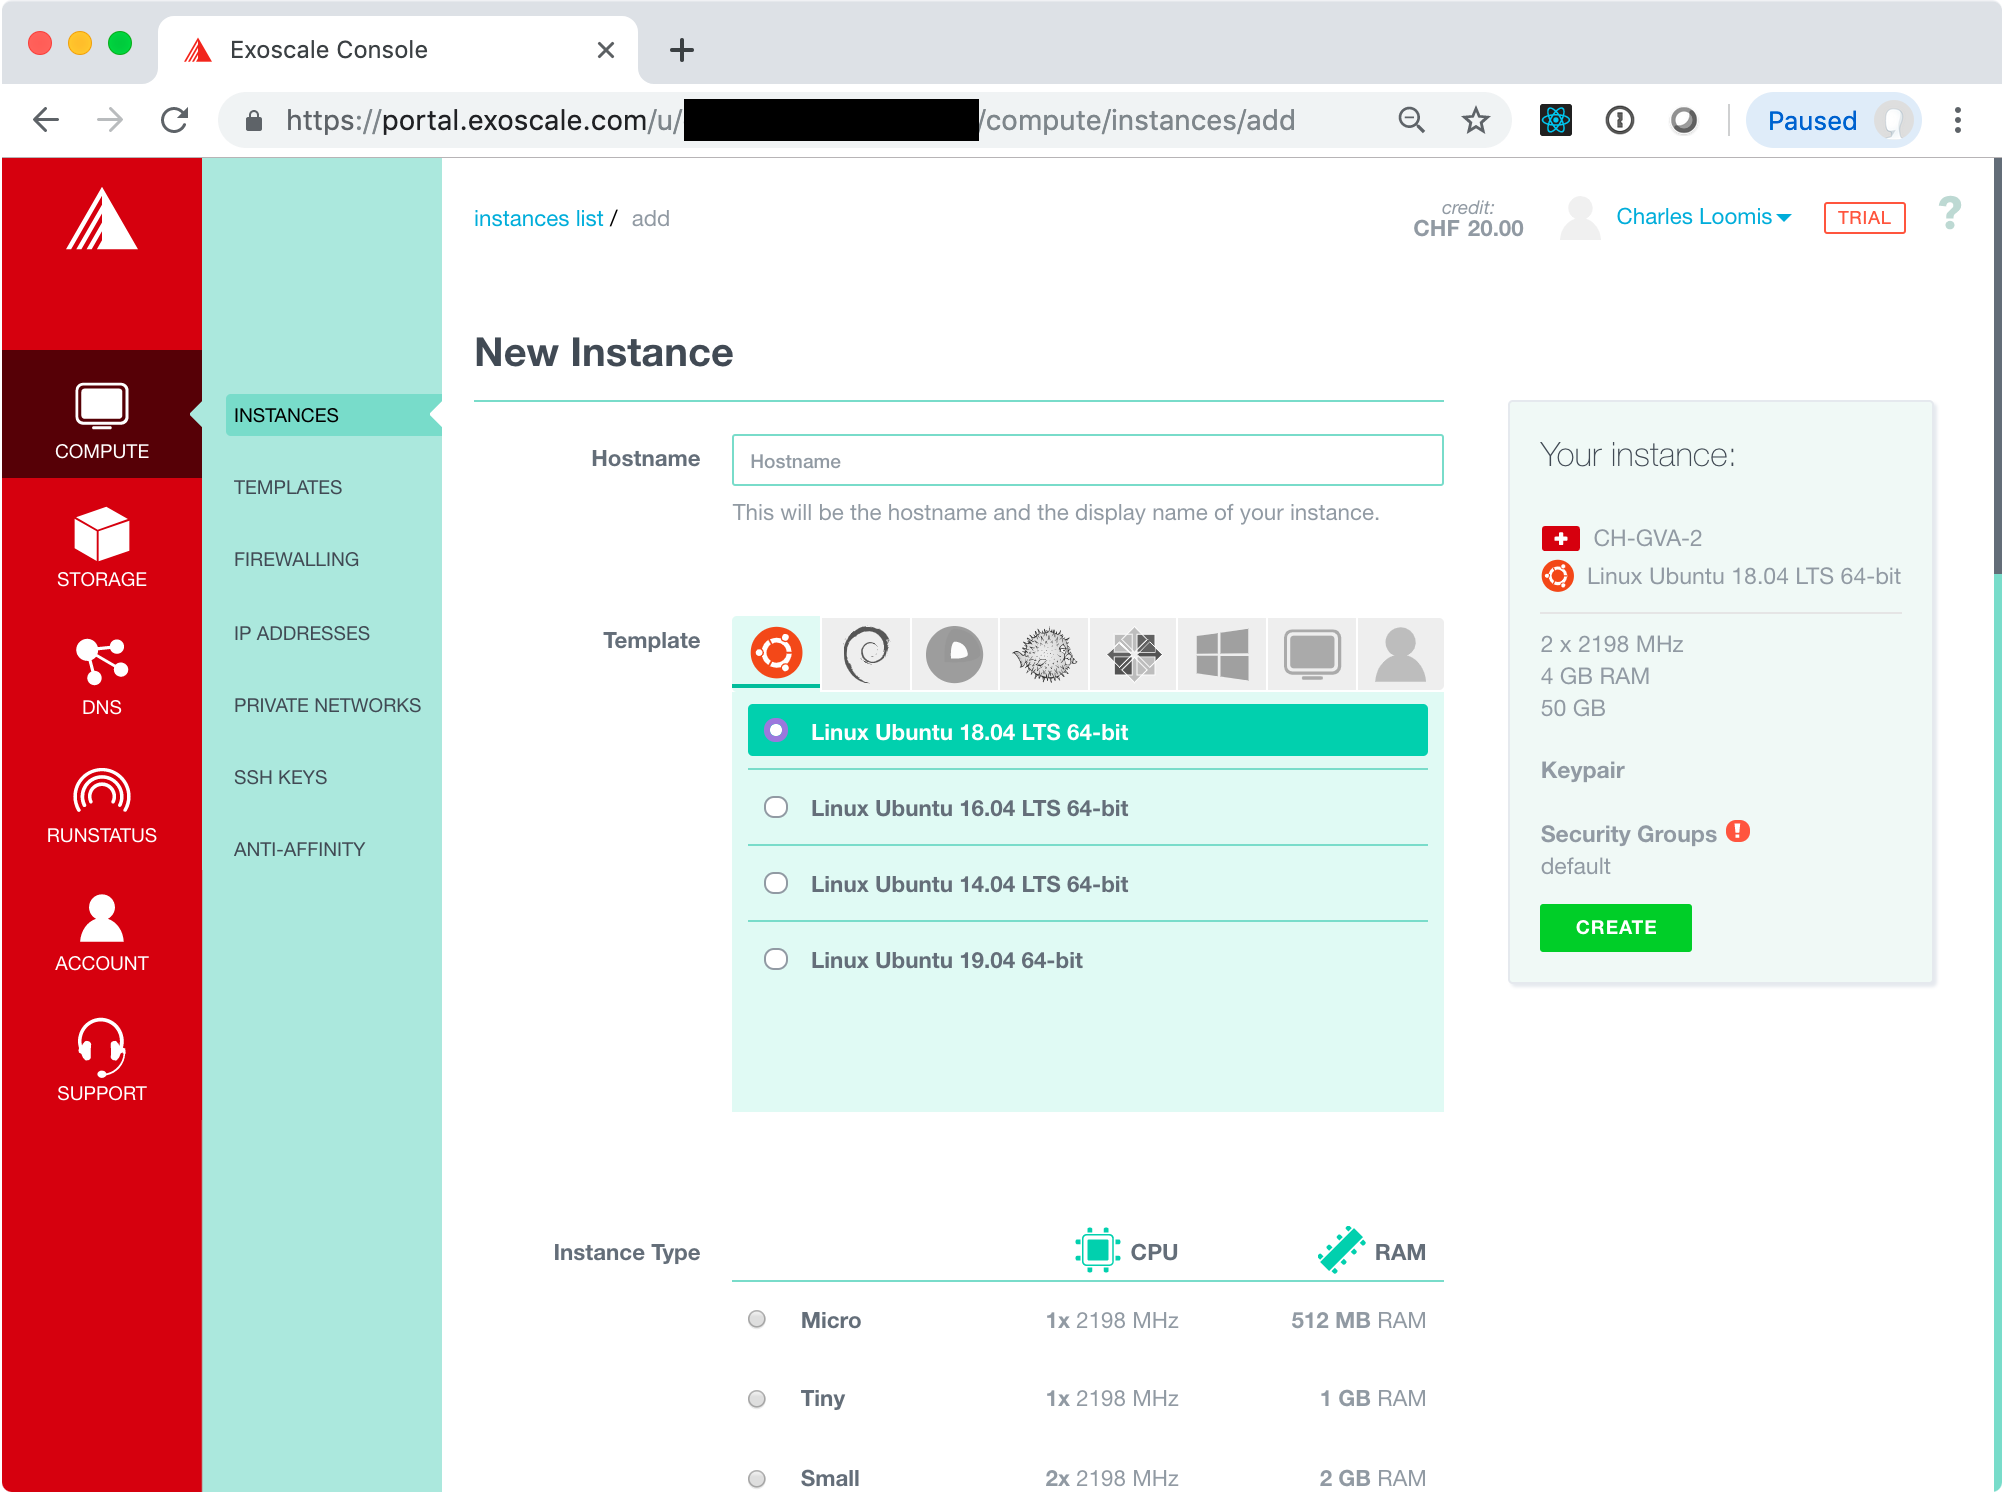 Exoscale Console
https://portal.exoscale.com/u/ /compute/instances/add
Paused
instances list / add
credit:
CHF 20.00
Charles Loomis
TRIAL
?
COMPUTE
STORAGE
DNS
RUNSTATUS
ACCOUNT
SUPPORT
INSTANCES
TEMPLATES
FIREWALLING
IP ADDRESSES
PRIVATE NETWORKS
SSH KEYS
ANTI-AFFINITY
New Instance
Hostname
Hostname
This will be the hostname and the display name of your instance.
Template
Linux Ubuntu 18.04 LTS 64-bit
Linux Ubuntu 16.04 LTS 64-bit
Linux Ubuntu 14.04 LTS 64-bit
Linux Ubuntu 19.04 64-bit
Instance Type CPU RAM
Micro 1x 2198 MHz 512 MB RAM
Tiny 1x 2198 MHz 1 GB RAM
Small 2x 2198 MHz 2 GB RAM
Your instance:
CH-GVA-2
Linux Ubuntu 18.04 LTS 64-bit
2 x 2198 MHz
4 GB RAM
50 GB
Keypair
Security Groups !
default
CREATE